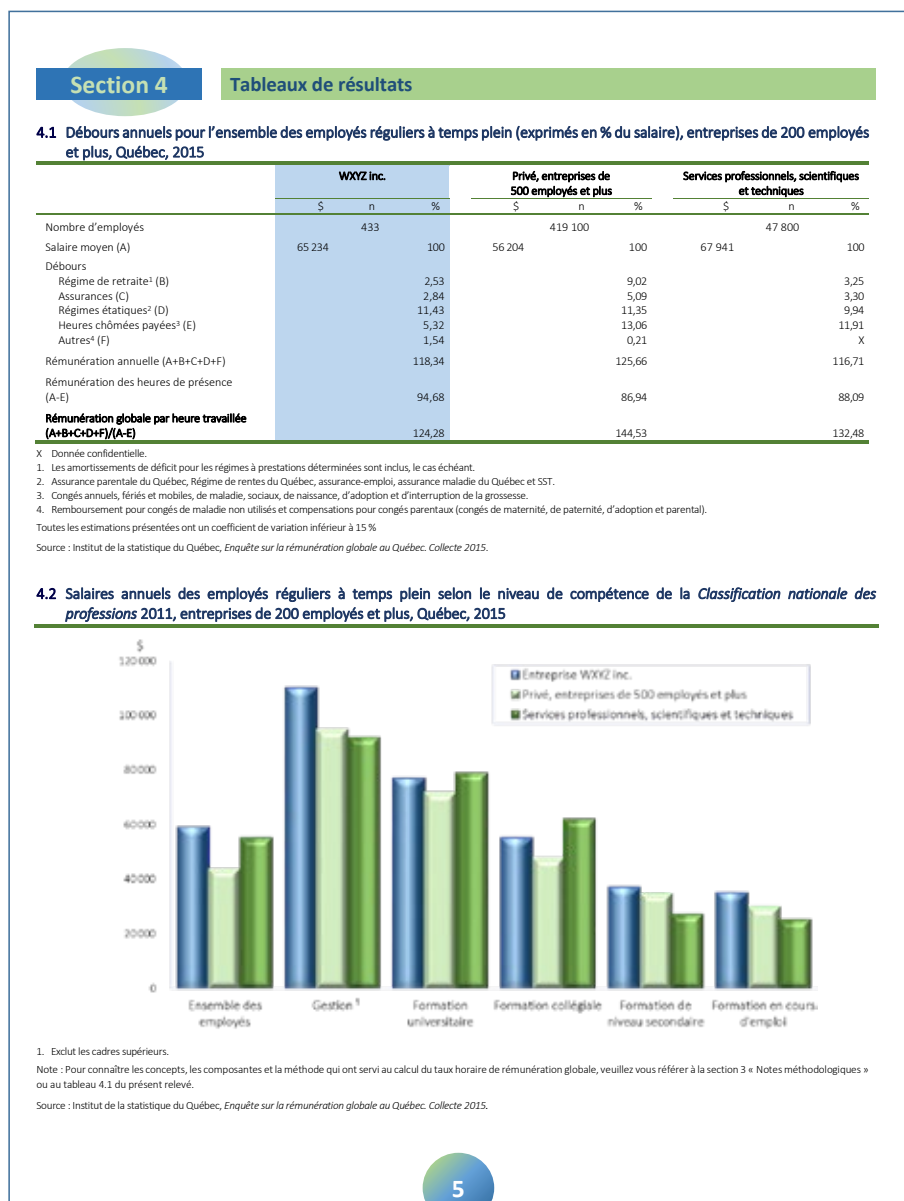 Section 4
Tableaux de résultats
4.1 Débours annuels pour l'ensemble des employés réguliers à temps plein (exprimés en % du salaire), entreprises de 200 employés
et plus, Québec, 2015
WXYZ inc. Privé, entreprises de Services professionnels, scientifiques
500 employés et plus et techniques
$ n % $ n % $ n %
Nombre d'employés 433 419 100 47 800
Salaire moyen (A) 65 234 100 56 204 100 67 941 100
Débours
Régime de retraite¹ (B) 2,53 9,02 3,25
Assurances (C) 2,84 5,09 3,30
Régimes étatiques² (D) 11,43 11,35 9,94
Heures chômées payées³ (E) 5,32 13,06 11,91
Autres⁴ (F) 1,54 0,21 X
Rémunération annuelle (A+B+C+D+F) 118,34 125,66 116,71
Rémunération des heures de présence
(A-E) 94,68 86,94 88,09
Rémunération globale par heure travaillée
(A+B+C+D+F)/(A-E) 124,28 144,53 132,48
X Donnée confidentielle.
1. Les amortissements de déficit pour les régimes à prestations déterminées sont inclus, le cas échéant.
2. Assurance parentale du Québec, Régime de rentes du Québec, assurance-emploi, assurance maladie du Québec et SST.
3. Congés annuels, fériés et mobiles, de maladie, sociaux, de naissance, d'adoption et d'interruption de la grossesse.
4. Remboursement pour congés de maladie non utilisés et compensations pour congés parentaux (congés de maternité, de paternité, d'adoption et parental).
Toutes les estimations présentées ont un coefficient de variation inférieur à 15 %
Source : Institut de la statistique du Québec, Enquête sur la rémunération globale au Québec. Collecte 2015.
4.2 Salaires annuels des employés réguliers à temps plein selon le niveau de compétence de la Classification nationale des
professions 2011, entreprises de 200 employés et plus, Québec, 2015
$
120 000
100 000
80 000
60 000
40 000
20 000
0
Entreprise WXYZ inc.
Privé, entreprises de 500 employés et plus
Services professionnels, scientifiques et techniques
Ensemble des Gestion ¹ Formation Formation collégiale Formation de Formation en cours
employés universitaire niveau secondaire d'emploi
1. Exclut les cadres supérieurs.
Note : Pour connaître les concepts, les composantes et la méthode qui ont servi au calcul du taux horaire de rémunération globale, veuillez vous référer à la section 3 « Notes méthodologiques »
ou au tableau 4.1 du présent relevé.
Source : Institut de la statistique du Québec, Enquête sur la rémunération globale au Québec. Collecte 2015.
5